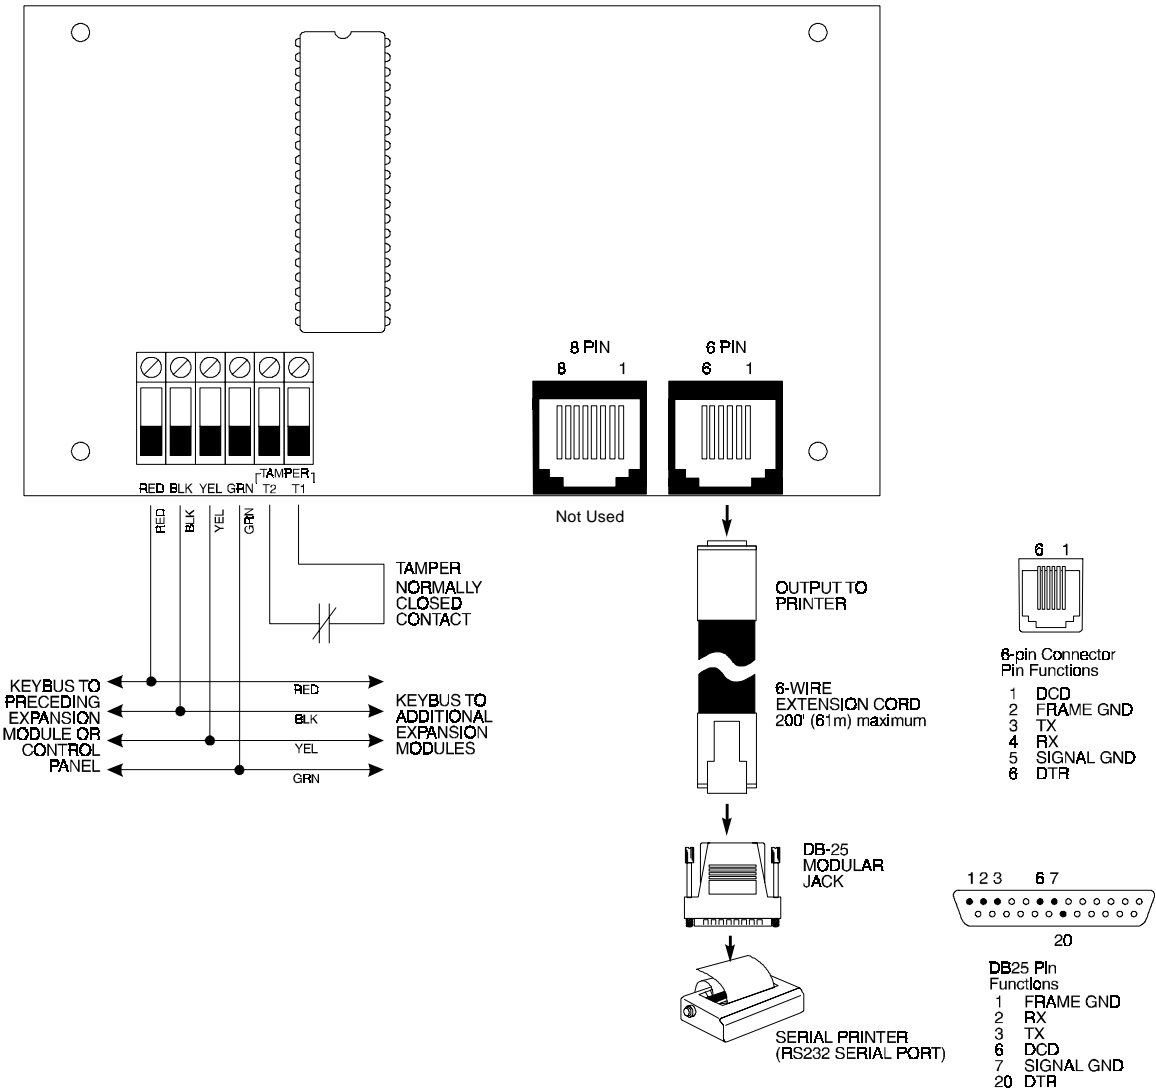 8 PIN
8 1
6 PIN
6 1
TAMPER
RED BLK YEL GRN T2 T1
Not Used
RED
BLK
YEL
GRN
TAMPER
NORMALLY
CLOSED
CONTACT
KEYBUS TO
PRECEDING
EXPANSION
MODULE OR
CONTROL
PANEL
RED
BLK
YEL
GRN
KEYBUS TO
ADDITIONAL
EXPANSION
MODULES
OUTPUT TO
PRINTER
6-WIRE
EXTENSION CORD
200' (61m) maximum
DB-25
MODULAR
JACK
SERIAL PRINTER
(RS232 SERIAL PORT)
6 1
6-pin Connector
Pin Functions
1 DCD
2 FRAME GND
3 TX
4 RX
5 SIGNAL GND
6 DTR
1 2 3 6 7
20
DB25 Pin
Functions
1 FRAME GND
2 RX
3 TX
6 DCD
7 SIGNAL GND
20 DTR